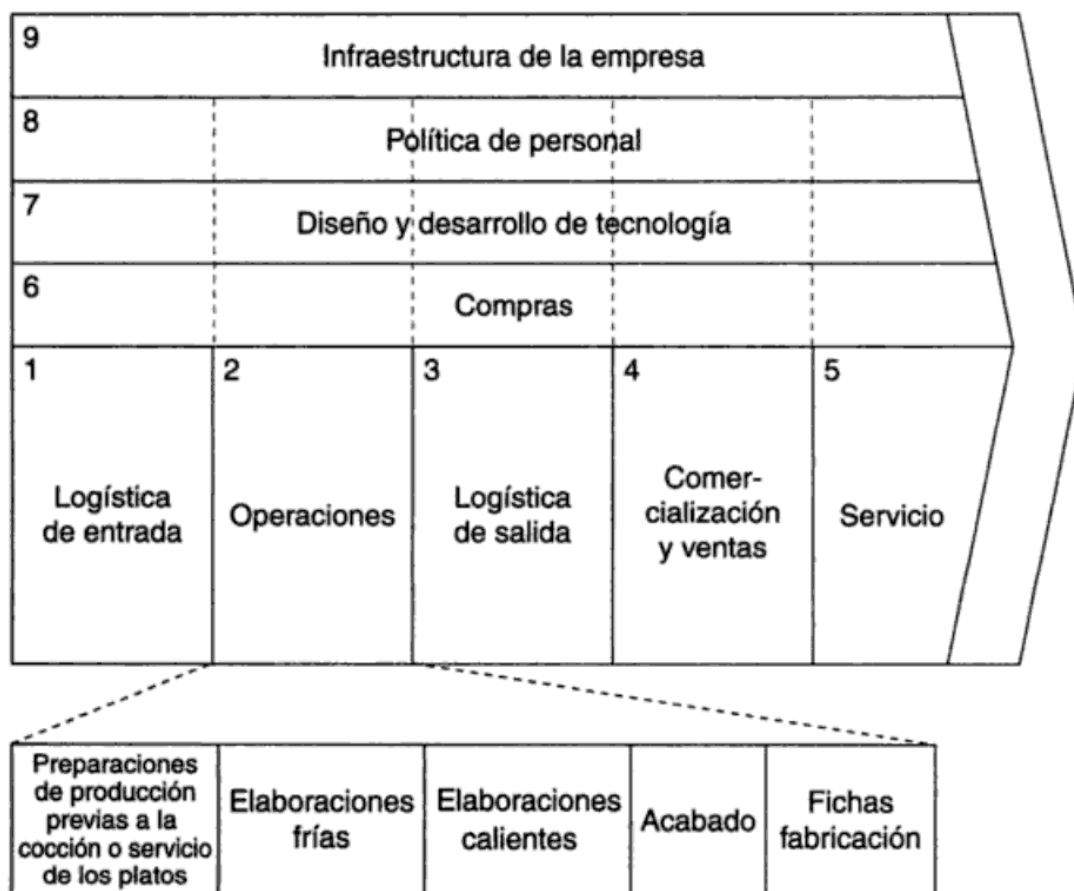 9
Infraestructura de la empresa
8
Política de personal
7
Diseño y desarrollo de tecnología
6
Compras
1
Logística
de entrada
2
Operaciones
3
Logística
de salida
4
Comer-
cialización
y ventas
5
Servicio
Preparaciones
de producción
previas a la
cocción o servicio
de los platos
Elaboraciones
frías
Elaboraciones
calientes
Acabado
Fichas
fabricación